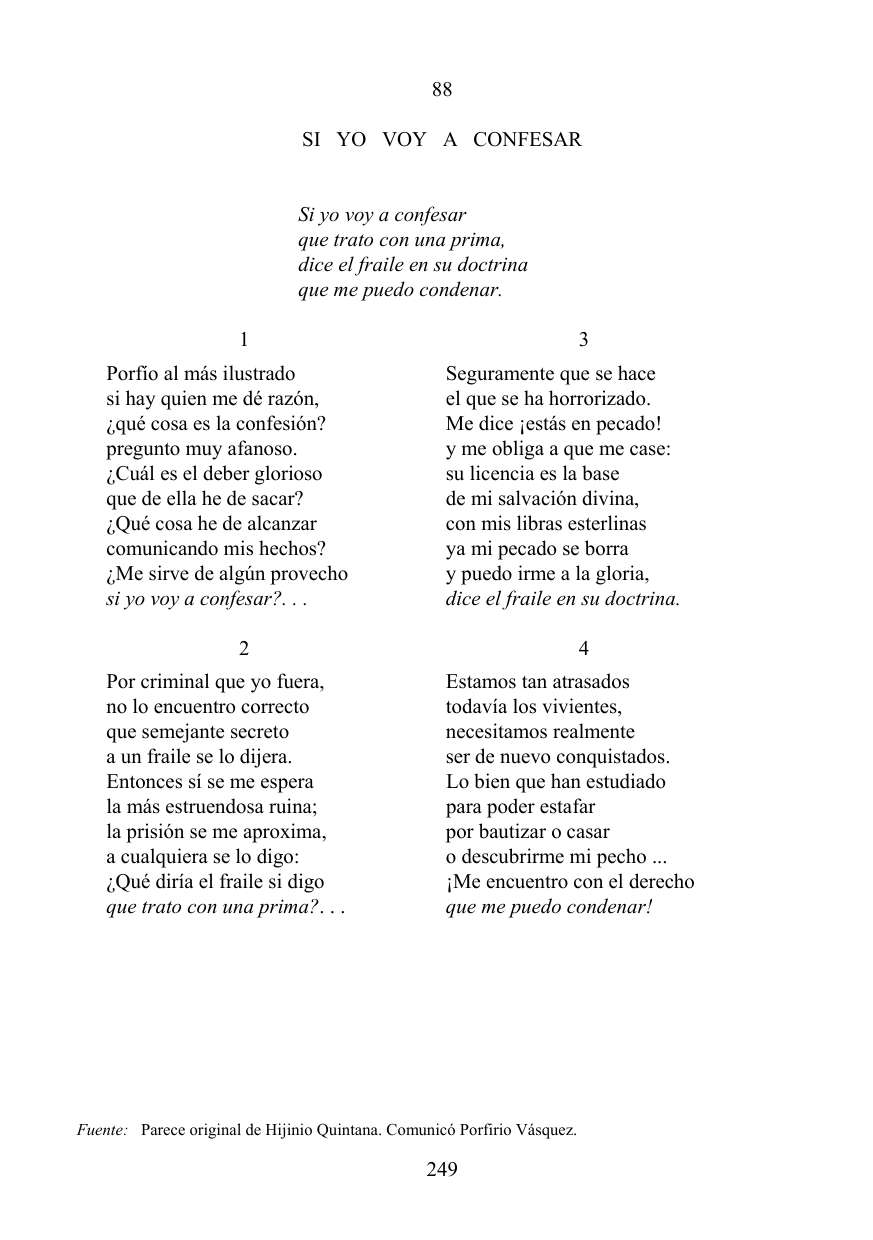 88
SI YO VOY A CONFESAR
Si yo voy a confesar
que trato con una prima,
dice el fraile en su doctrina
que me puedo condenar.
1
Porfío al más ilustrado
si hay quien me dé razón,
¿qué cosa es la confesión?
pregunto muy afanoso.
¿Cuál es el deber glorioso
que de ella he de sacar?
¿Qué cosa he de alcanzar
comunicando mis hechos?
¿Me sirve de algún provecho
si yo voy a confesar?. . .
2
Por criminal que yo fuera,
no lo encuentro correcto
que semejante secreto
a un fraile se lo dijera.
Entonces sí se me espera
la más estruendosa ruina;
la prisión se me aproxima,
a cualquiera se lo digo:
¿Qué diría el fraile si digo
que trato con una prima?. . .
3
Seguramente que se hace
el que se ha horrorizado.
Me dice ¡estás en pecado!
y me obliga a que me case:
su licencia es la base
de mi salvación divina,
con mis libras esterlinas
ya mi pecado se borra
y puedo irme a la gloria,
dice el fraile en su doctrina.
4
Estamos tan atrasados
todavía los vivientes,
necesitamos realmente
ser de nuevo conquistados.
Lo bien que han estudiado
para poder estafar
por bautizar o casar
o descubrirme mi pecho ...
¡Me encuentro con el derecho
que me puedo condenar!
Fuente: Parece original de Hijinio Quintana. Comunicó Porfirio Vásquez.
249